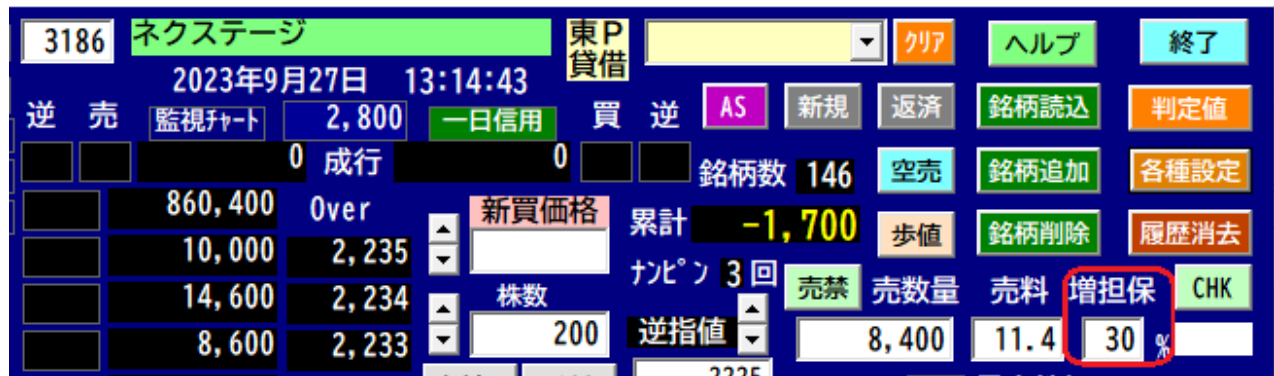 3186 ネクステージ 東P 貸借 クリア ヘルプ 終了
2023年9月27日 13:14:43
逆 売 監視チャート 2,800 一日信用 買 逆 AS 新規 返済 銘柄読込 判定値
0 成行 0 銘柄数 146 空売 銘柄追加 各種設定
860,400 Over 新買価格 累計 -1,700 歩値 銘柄削除 履歴消去
10,000 2,235 ナンピン 3回 売禁 売数量 売料 増担保 CHK
14,600 2,234 株数
8,600 2,233 200 逆指値 8,400 11.4 30 %